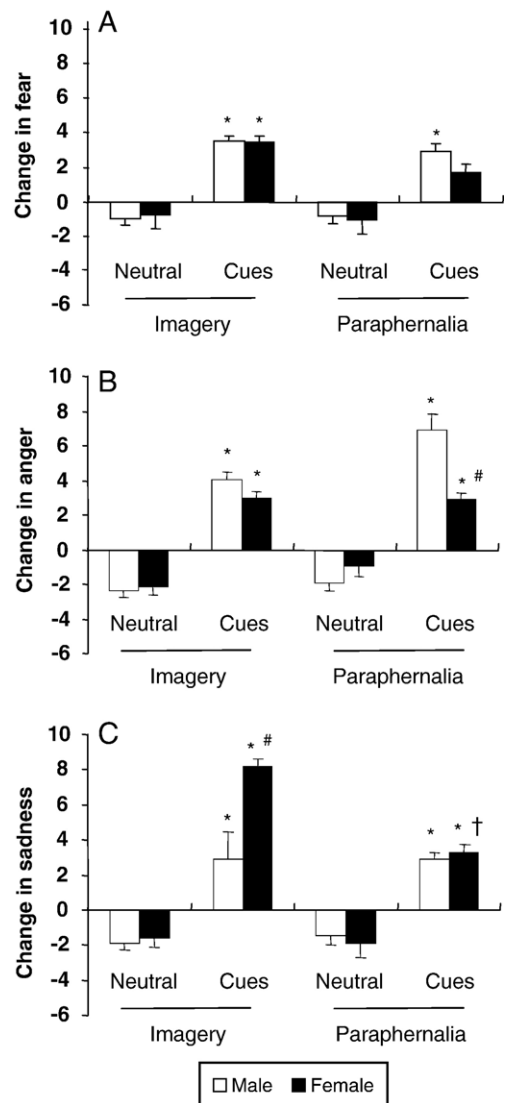 A
Change in fear
10
8
6
4
2
0
-2
-4
-6
* * *
Neutral Cues Neutral Cues
Imagery Paraphernalia
B
Change in anger
10
8
6
4
2
0
-2
-4
-6
* * * * #
Neutral Cues Neutral Cues
Imagery Paraphernalia
C
Change in sadness
10
8
6
4
2
0
-2
-4
-6
* * # * * †
Neutral Cues Neutral Cues
Imagery Paraphernalia
Male Female